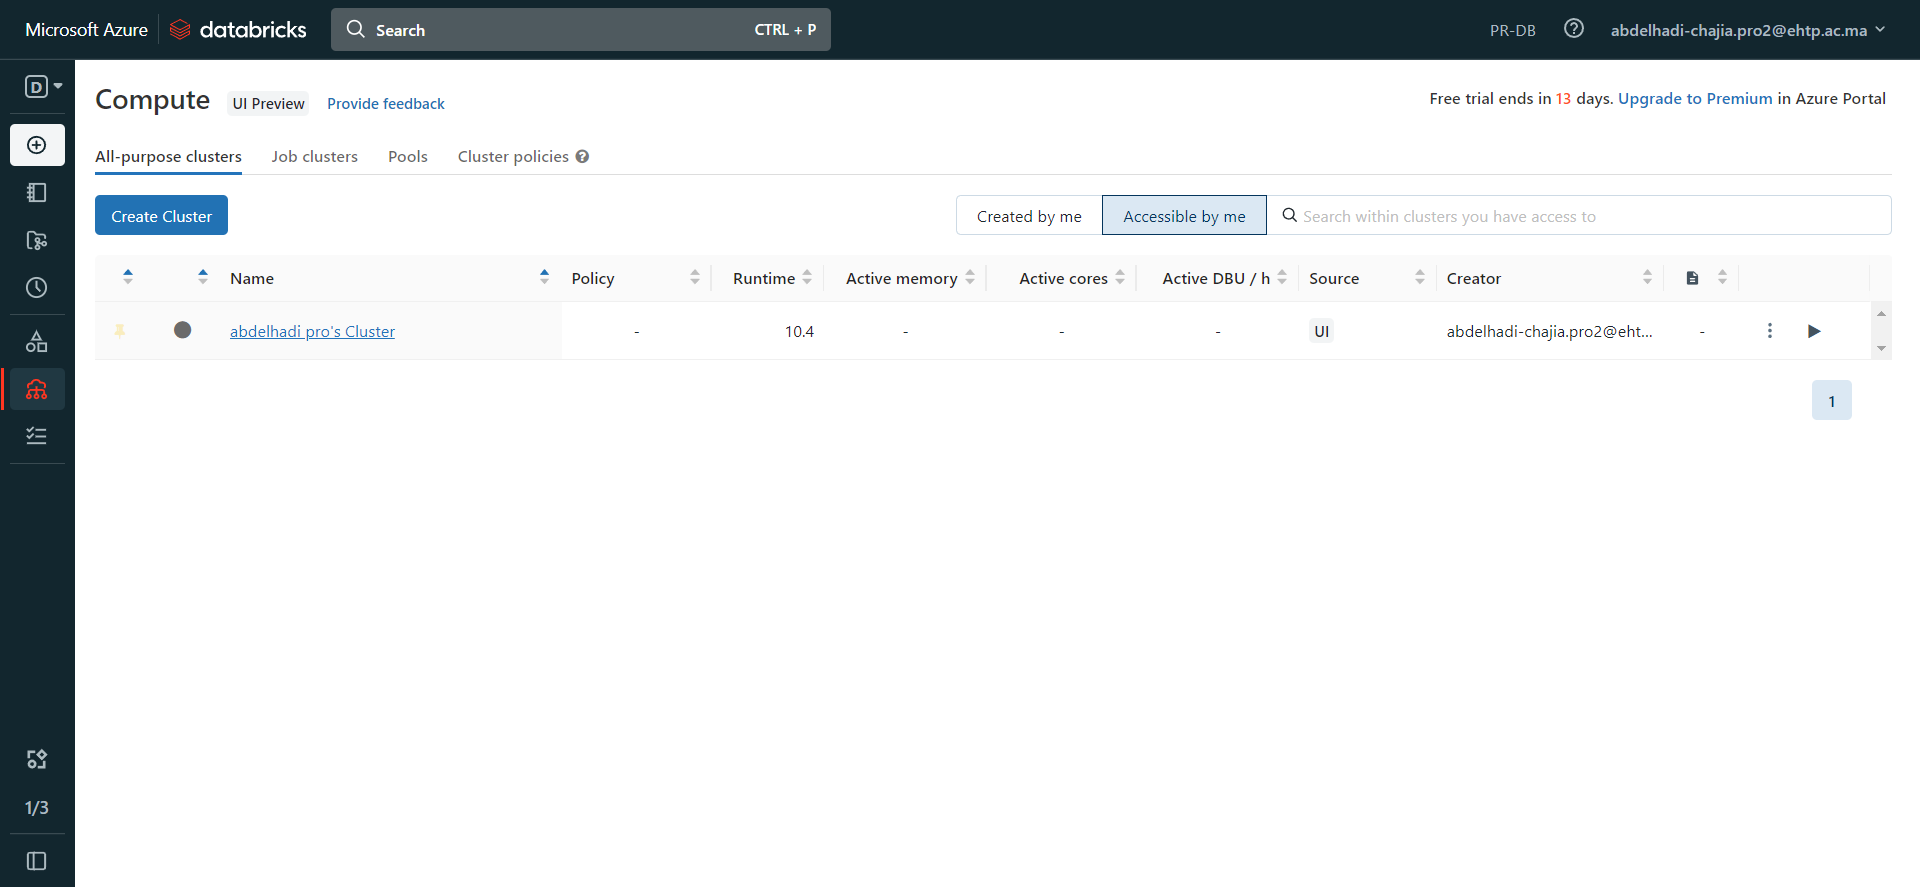 Microsoft Azure databricks Search CTRL + P PR-DB abdelhadi-chajia.pro2@ehtp.ac.ma
D
Compute UI Preview Provide feedback Free trial ends in 13 days. Upgrade to Premium in Azure Portal
All-purpose clusters Job clusters Pools Cluster policies
Create Cluster Created by me Accessible by me Search within clusters you have access to
Name Policy Runtime Active memory Active cores Active DBU / h Source Creator
abdelhadi pro's Cluster - 10.4 - - - UI abdelhadi-chajia.pro2@eht... -
1
1/3